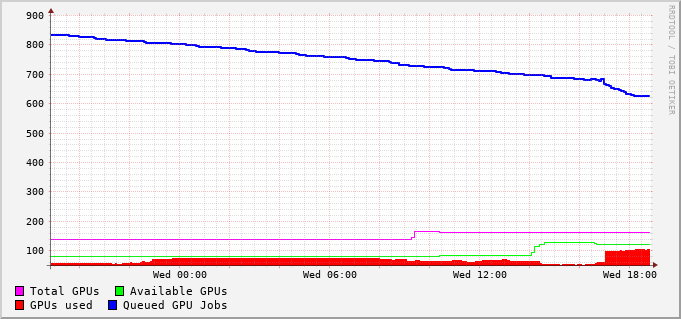 900
800
700
600
500
400
300
200
100
Wed 00:00 Wed 06:00 Wed 12:00 Wed 18:00
Total GPUs Available GPUs
GPUs used Queued GPU Jobs
RRDTOOL / TOBI OETIKER